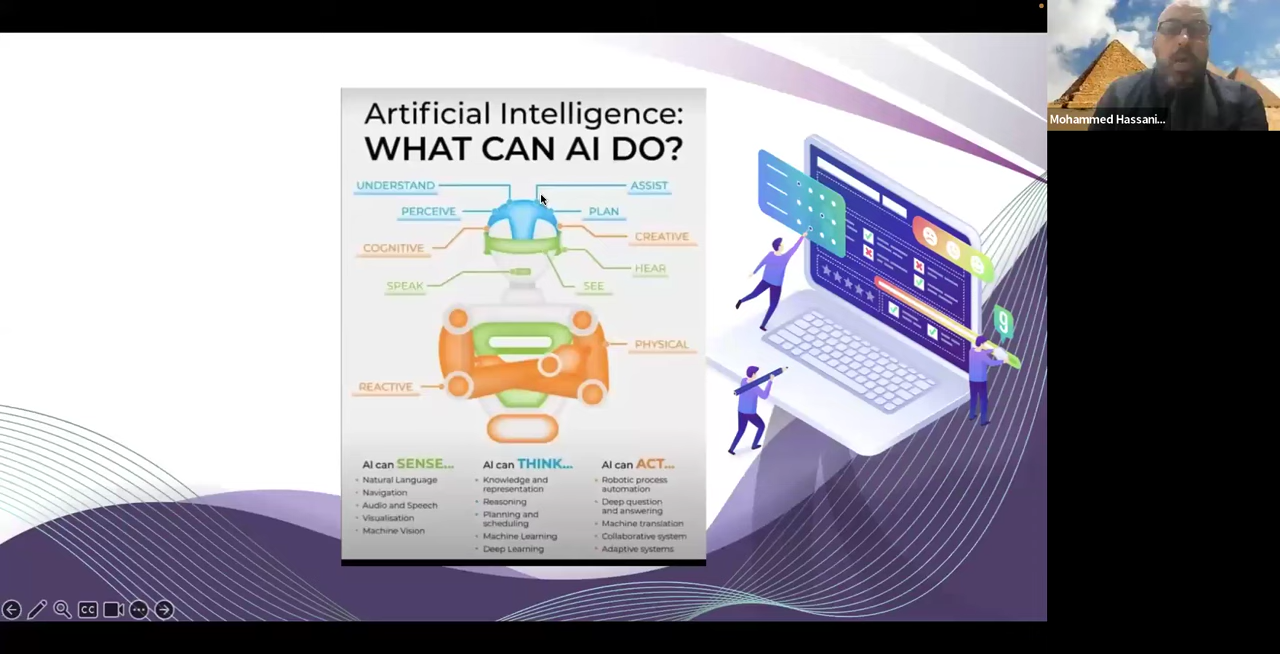 Artificial Intelligence:
WHAT CAN AI DO?
UNDERSTAND
ASSIST
PERCEIVE
PLAN
COGNITIVE
CREATIVE
HEAR
SPEAK
SEE
PHYSICAL
REACTIVE
AI can SENSE...
• Natural Language
• Navigation
• Audio and Speech
• Visualisation
• Machine Vision
AI can THINK...
• Knowledge and
representation
• Reasoning
• Planning and
scheduling
• Machine Learning
• Deep Learning
AI can ACT...
• Robotic process
automation
• Deep question
and answering
• Machine translation
• Collaborative system
• Adaptive systems
9
CC
Mohammed Hassani...